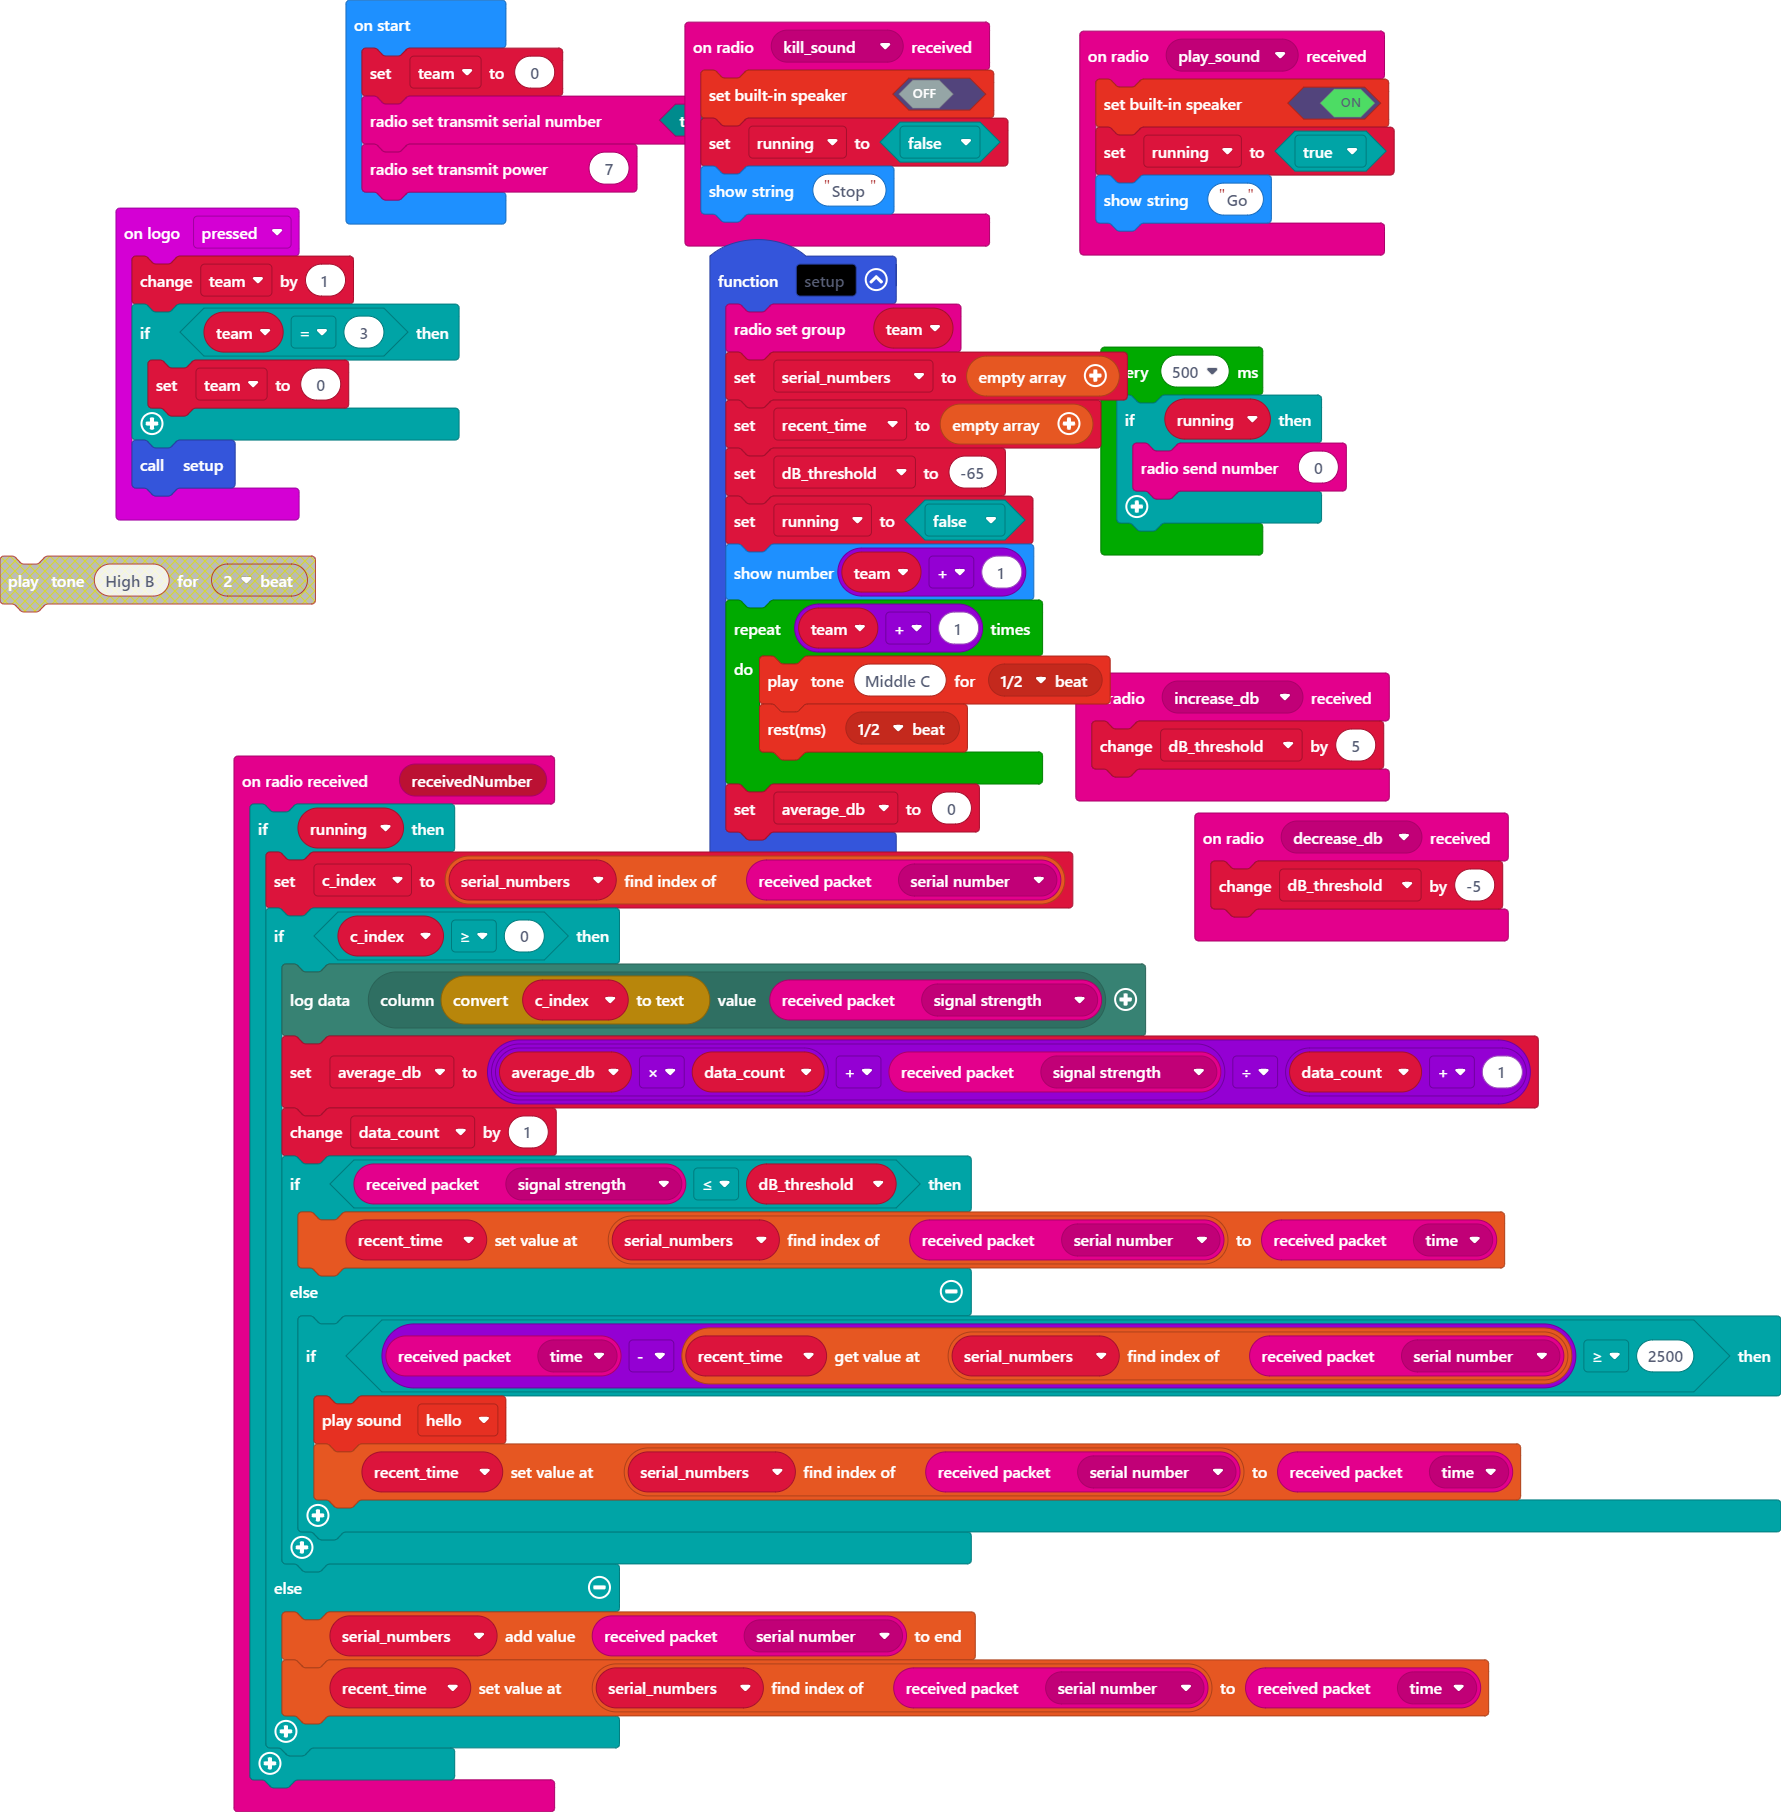 on start
set team to 0
radio set transmit serial number
radio set transmit power 7
on radio kill_sound received
set built-in speaker OFF
set running to false
show string "Stop"
on radio play_sound received
set built-in speaker ON
set running to true
show string "Go"
on logo pressed
change team by 1
if team = 3 then
set team to 0
call setup
play tone High B for 2 beat
function setup
radio set group team
set serial_numbers to empty array
set recent_time to empty array
set dB_threshold to -65
set running to false
show number team + 1
repeat team + 1 times
do play tone Middle C for 1/2 beat
rest(ms) 1/2 beat
set average_db to 0
ery 500 ms
if running then
radio send number 0
radio increase_db received
change dB_threshold by 5
on radio decrease_db received
change dB_threshold by -5
on radio received receivedNumber
if running then
set c_index to serial_numbers find index of received packet serial number
if c_index ≥ 0 then
log data column convert c_index to text value received packet signal strength
set average_db to average_db × data_count + received packet signal strength ÷ data_count + 1
change data_count by 1
if received packet signal strength ≤ dB_threshold then
recent_time set value at serial_numbers find index of received packet serial number to received packet time
else
if received packet time - recent_time get value at serial_numbers find index of received packet serial number ≥ 2500 then
play sound hello
recent_time set value at serial_numbers find index of received packet serial number to received packet time
else
serial_numbers add value received packet serial number to end
recent_time set value at serial_numbers find index of received packet serial number to received packet time